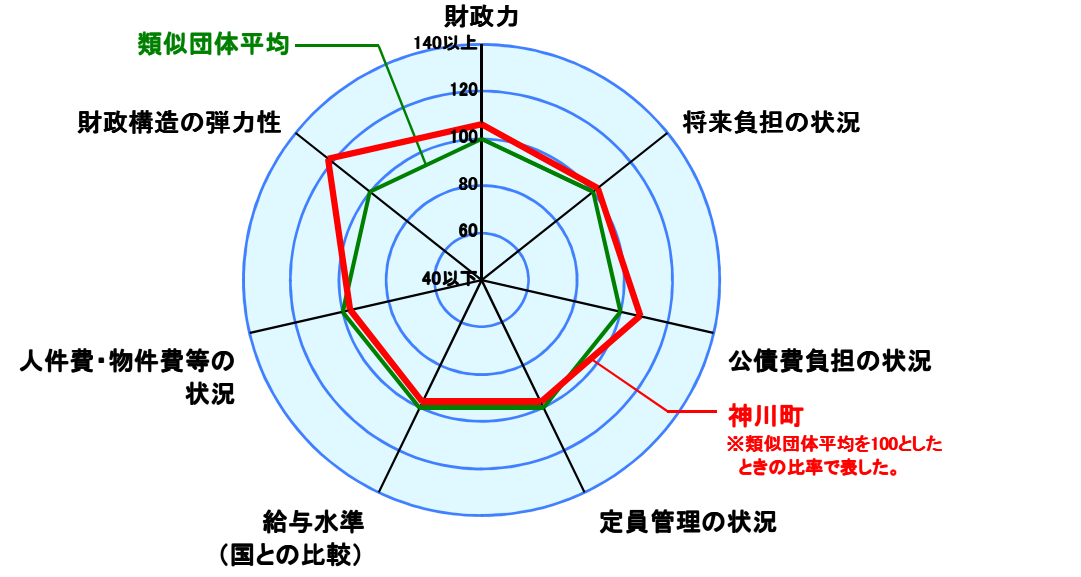 財政力
類似団体平均
140以上
120
財政構造の弾力性
将来負担の状況
100
80
60
40以下
人件費・物件費等の
状況
公債費負担の状況
神川町
※類似団体平均を100とした
ときの比率で表した。
給与水準
（国との比較）
定員管理の状況